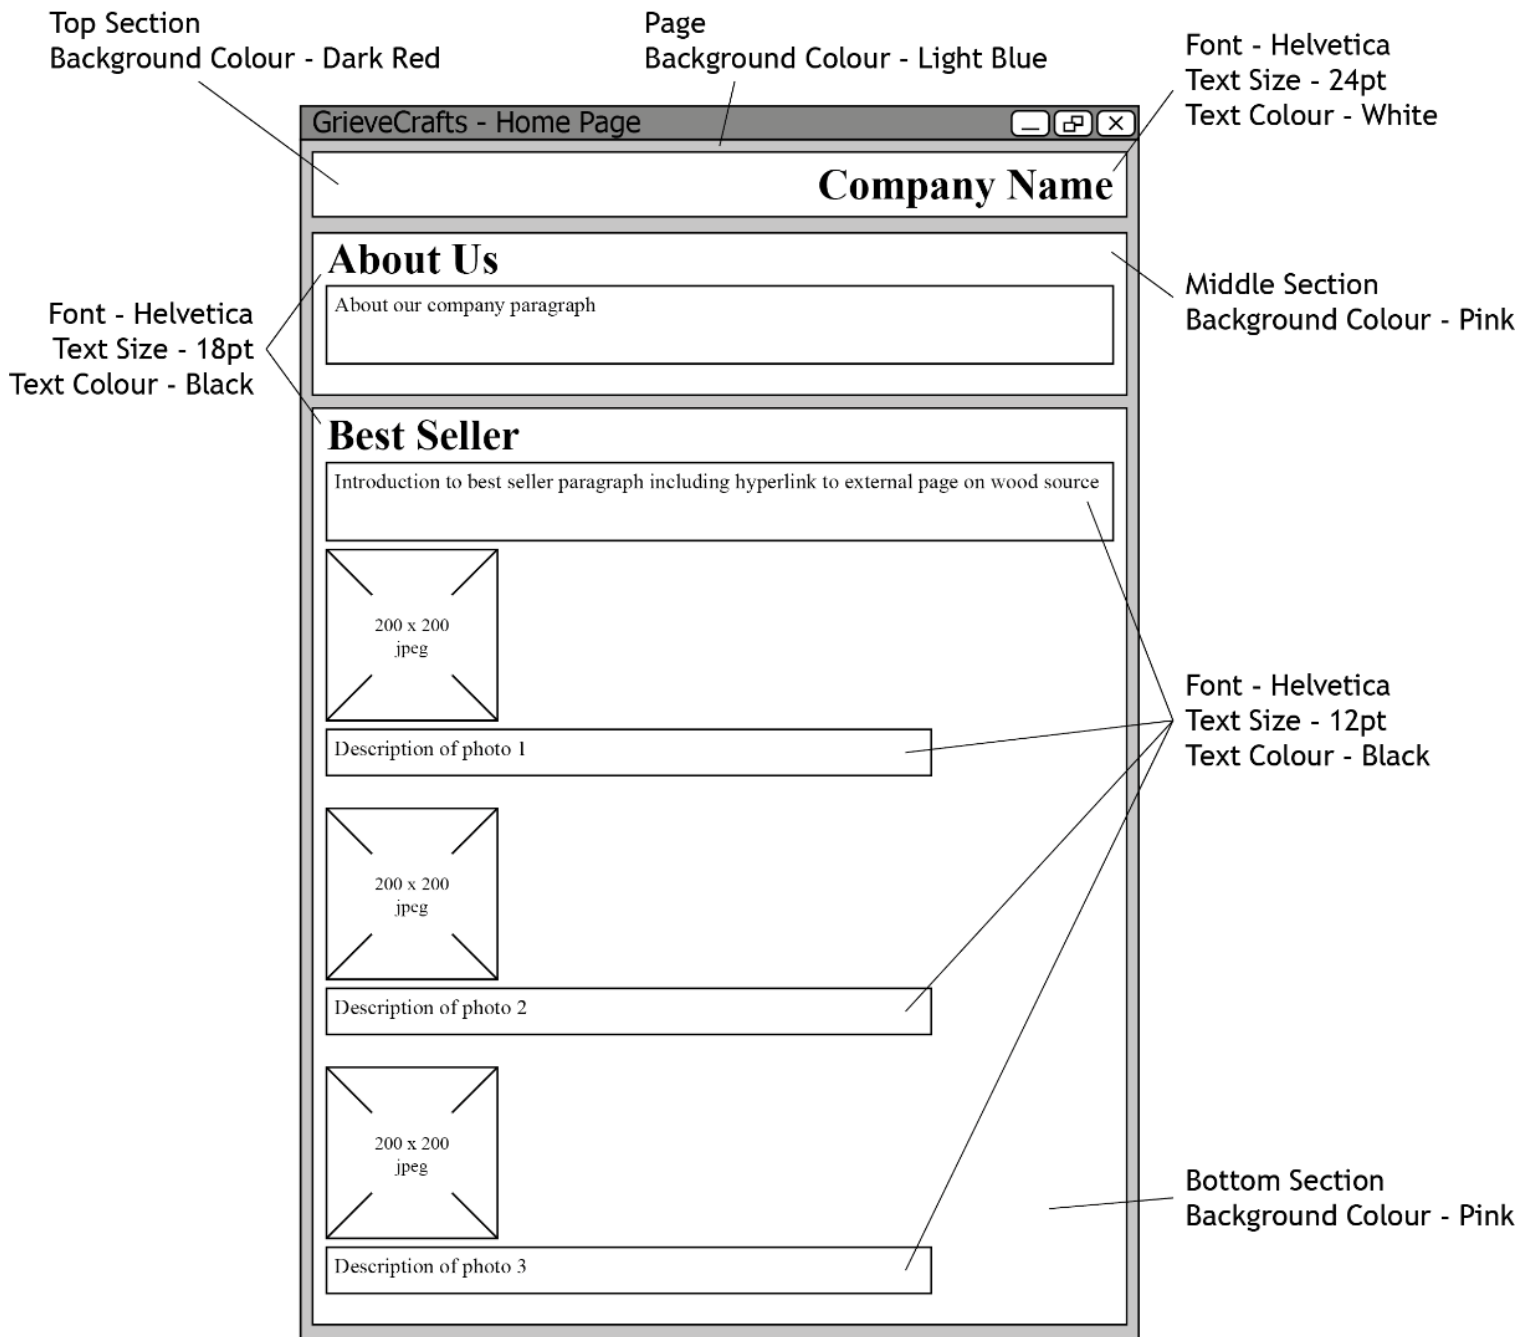 Top Section
Background Colour - Dark Red
Page
Background Colour - Light Blue
Font - Helvetica
Text Size - 24pt
Text Colour - White
GrieveCrafts - Home Page
Company Name
About Us
About our company paragraph
Middle Section
Background Colour - Pink
Font - Helvetica
Text Size - 18pt
Text Colour - Black
Best Seller
Introduction to best seller paragraph including hyperlink to external page on wood source
200 x 200
jpeg
Description of photo 1
Font - Helvetica
Text Size - 12pt
Text Colour - Black
200 x 200
jpeg
Description of photo 2
200 x 200
jpeg
Bottom Section
Background Colour - Pink
Description of photo 3